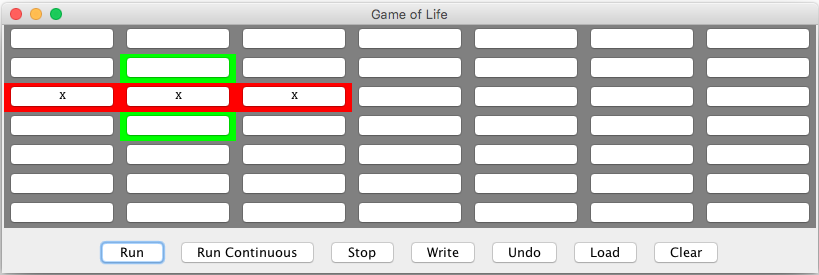 Game of Life
x x x
Run Run Continuous Stop Write Undo Load Clear